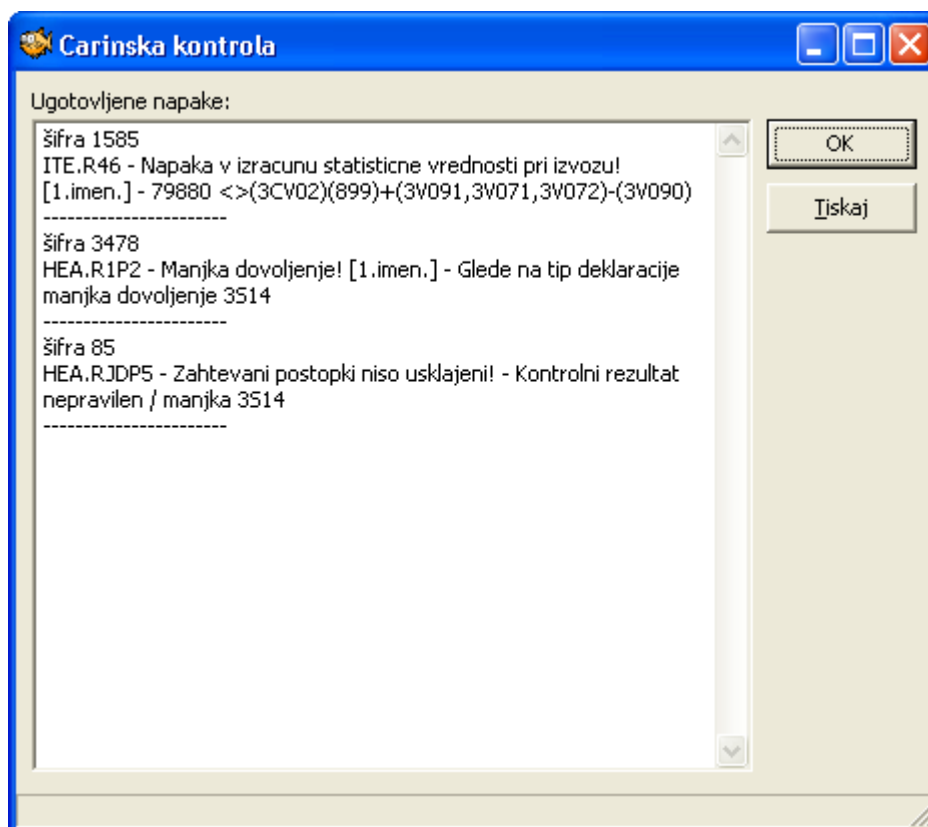 Carinska kontrola
Ugotovljene napake:
šifra 1585
ITE.R46 - Napaka v izracunu statisticne vrednosti pri izvozu!
[1.imen.] - 79880 <>(3CV02)(899)+(3V091,3V071,3V072)-(3V090)
-----------------------
šifra 3478
HEA.R1P2 - Manjka dovoljenje! [1.imen.] - Glede na tip deklaracije
manjka dovoljenje 3S14
-----------------------
šifra 85
HEA.RJDP5 - Zahtevani postopki niso usklajeni! - Kontrolni rezultat
nepravilen / manjka 3S14
-----------------------
OK
Tiskaj